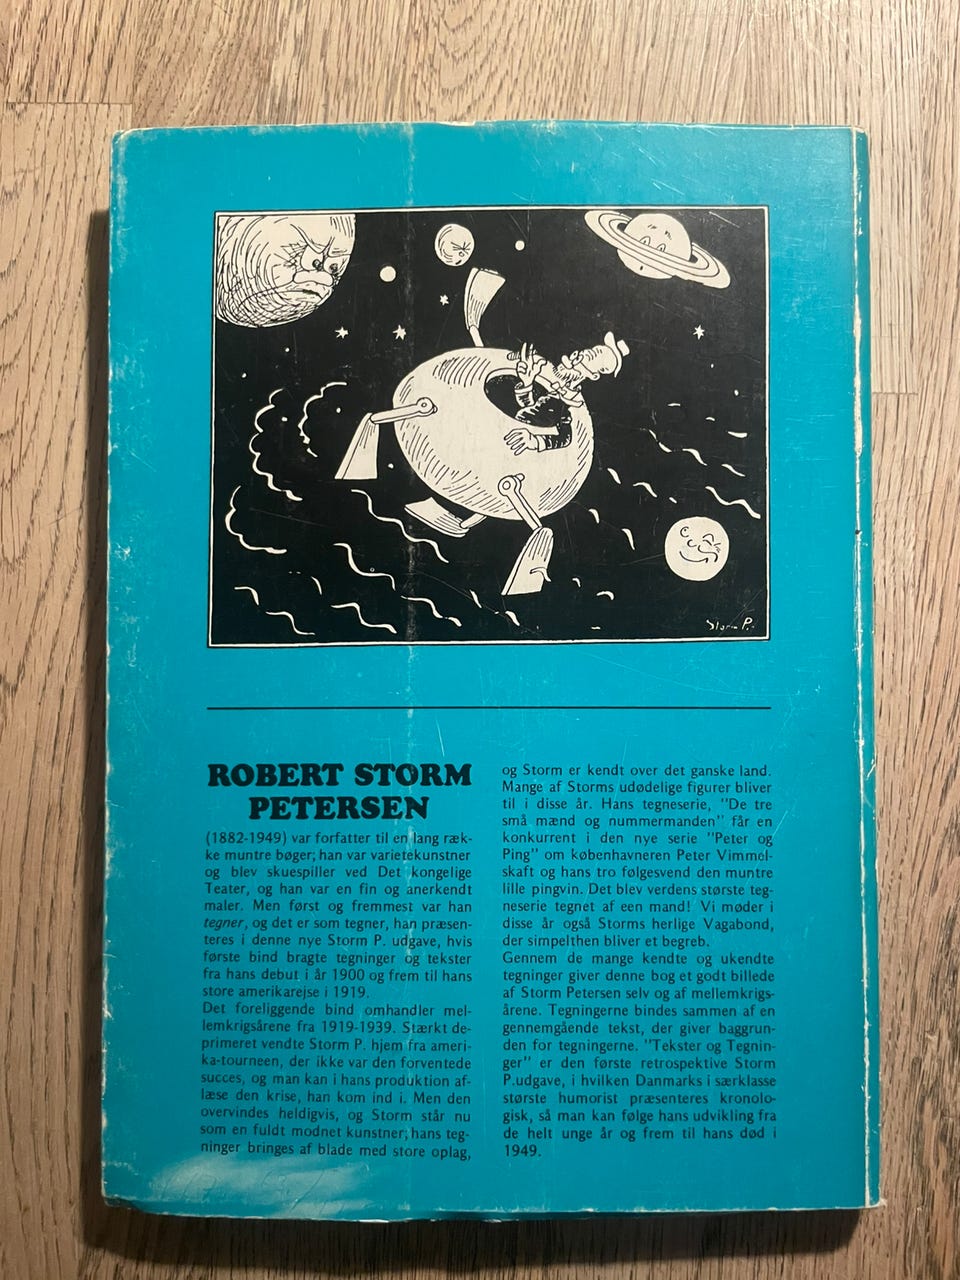 Storm P.
ROBERT STORM
PETERSEN
(1882-1949) var forfatter til en lang ræk-
ke muntre bøger; han var varietekunstner
og blev skuespiller ved Det kongelige
Teater, og han var en fin og anerkendt
maler. Men først og fremmest var han
tegner, og det er som tegner, han præsen-
teres i denne nye Storm P. udgave, hvis
første bind bragte tegninger og tekster
fra hans debut i år 1900 og frem til hans
store amerikarejse i 1919.
Det foreliggende bind omhandler mel-
lemkrigsårene fra 1919-1939. Stærkt de-
primeret vendte Storm P. hjem fra ameri-
ka-tourneen, der ikke var den forventede
succes, og man kan i hans produktion af-
læse den krise, han kom ind i. Men den
overvindes heldigvis, og Storm står nu
som en fuldt modnet kunstner; hans teg-
ninger bringes af blade med store oplag,
og Storm er kendt over det ganske land.
Mange af Storms udødelige figurer bliver
til i disse år. Hans tegneserie, "De tre
små mænd og nummermanden" får en
konkurrent i den nye serie "Peter og
Ping" om københavneren Peter Vimmel-
skaft og hans tro følgesvend den muntre
lille pingvin. Det blev verdens største teg-
neserie tegnet af een mand! Vi møder i
disse år også Storms herlige Vagabond,
der simpelthen bliver et begreb.
Gennem de mange kendte og ukendte
tegninger giver denne bog et godt billede
af Storm Petersen selv og af mellemkrigs-
årene. Tegningerne bindes sammen af en
gennemgående tekst, der giver baggrun-
den for tegningerne. "Tekster og Tegnin-
ger" er den første retrospektive Storm
P.udgave, i hvilken Danmarks i særklasse
største humorist præsenteres kronolo-
gisk, så man kan følge hans udvikling fra
de helt unge år og frem til hans død i
1949.